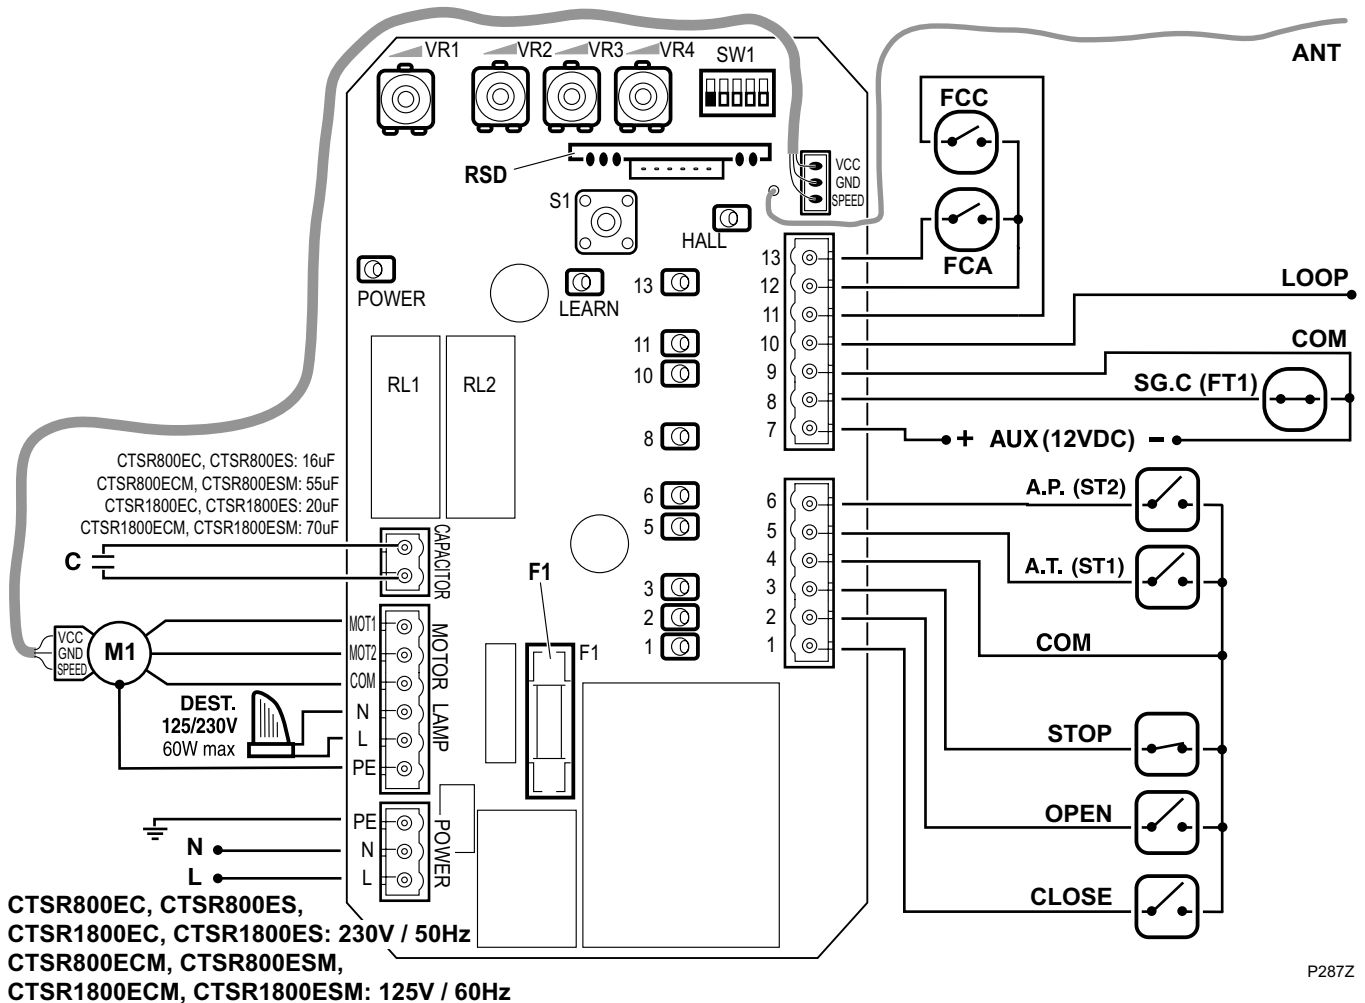 VR1 VR2 VR3 VR4 SW1
ANT
FCC
RSD
VCC
GND
SPEED
S1
HALL
FCA
POWER
LEARN
13
11
10
8
6
5
3
2
1
13
12
11
10
9
8
7
6
5
4
3
2
1
LOOP
COM
SG.C (FT1)
+ AUX (12VDC) -
A.P. (ST2)
A.T. (ST1)
COM
STOP
OPEN
CLOSE
RL1 RL2
CTSR800EC, CTSR800ES: 16uF
CTSR800ECM, CTSR800ESM: 55uF
CTSR1800EC, CTSR1800ES: 20uF
CTSR1800ECM, CTSR1800ESM: 70uF
C
CAPACITOR
F1
F1
VCC
GND
SPEED
M1
MOT1
MOT2
COM
N
L
PE
MOTOR LAMP
DEST.
125/230V
60W max
PE
N
L
POWER
N
L
CTSR800EC, CTSR800ES,
CTSR1800EC, CTSR1800ES: 230V / 50Hz
CTSR800ECM, CTSR800ESM,
CTSR1800ECM, CTSR1800ESM: 125V / 60Hz
P287Z